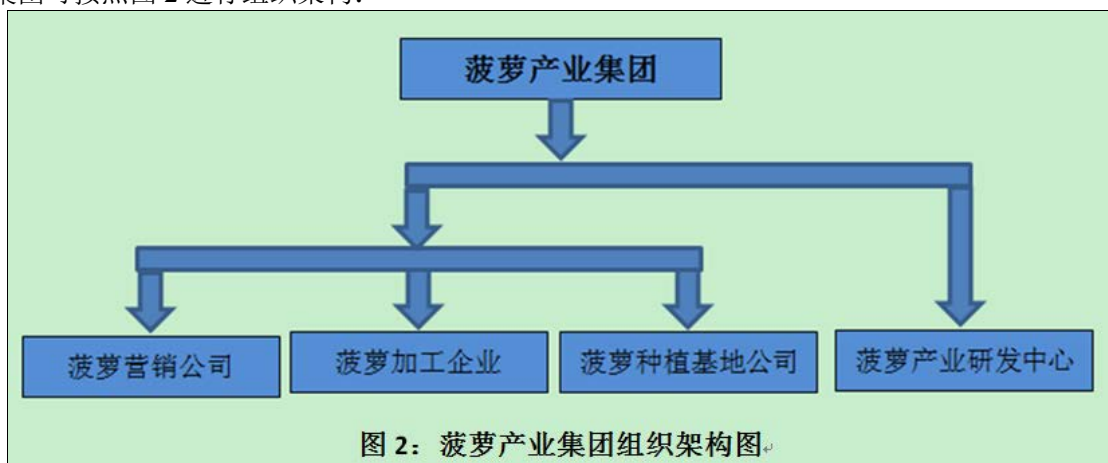 集团可按照图 2 进行组织架构：
菠萝产业集团
菠萝营销公司
菠萝加工企业
菠萝种植基地公司
菠萝产业研发中心
图 2：菠萝产业集团组织架构图